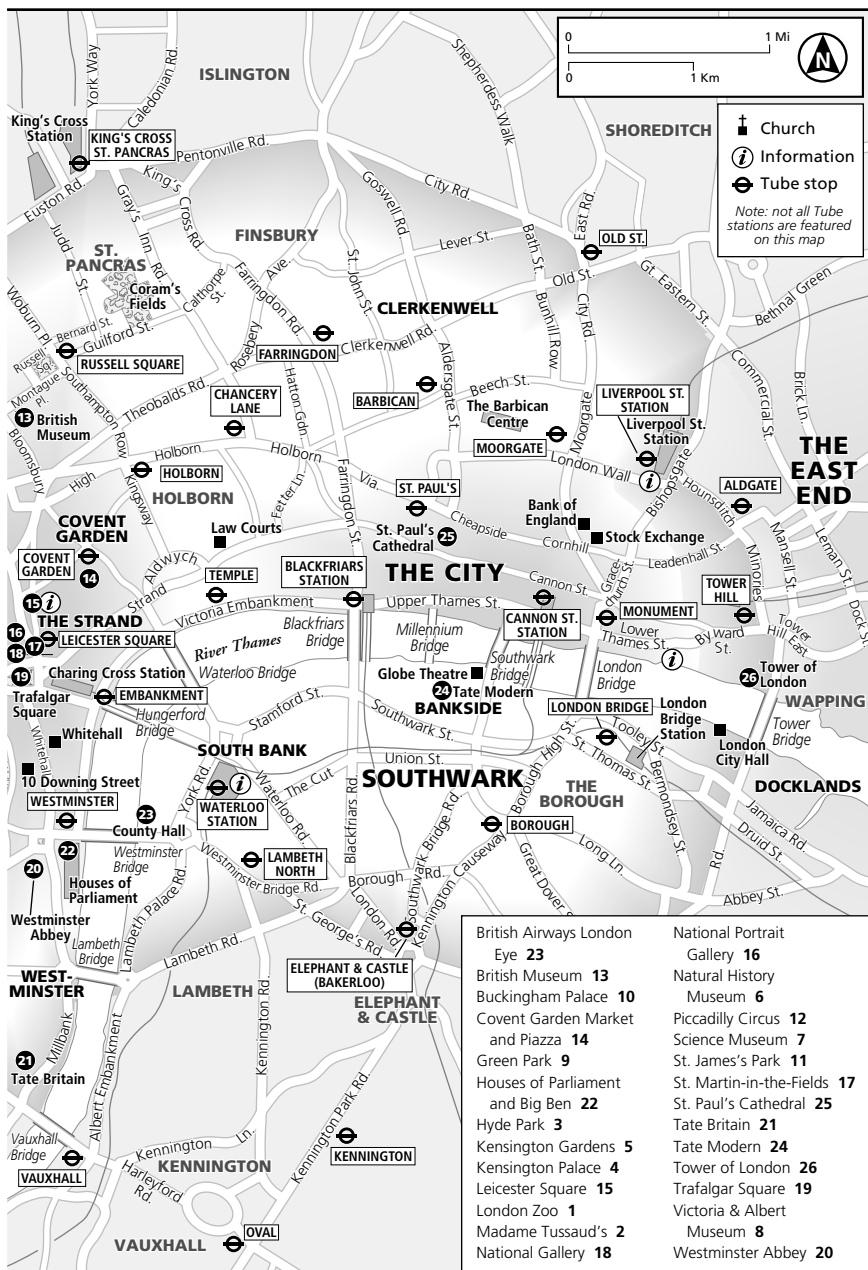 0
1 Mi
0
1 Km
N
Church
Information
Tube stop
Note: not all Tube
stations are featured
on this map
ISLINGTON
SHOREDITCH
York Way
Caledonian Rd.
Shepherdess Walk
King's Cross
Station
KING'S CROSS
ST. PANCRAS
Pentonville Rd.
Euston Rd.
King's
Cross Rd.
Gray's
Inn Rd.
Goswell Rd.
City Rd.
East Rd.
OLD ST.
Judd St.
ST.
PANCRAS
FINSBURY
Lever St.
Bath St.
Old St.
Gt. Eastern St.
Coram's
Fields
Calthorpe
St.
Farringdon Rd.
Ave.
Rosebery
St. John St.
CLERKENWELL
Bunhill Row
City Rd.
Bethnal Green
Woburn Pl.
Bernard St.
Guilford St.
Russell
Sq.
RUSSELL SQUARE
FARRINGDON
Clerkenwell Rd.
Aldersgate St.
Commercial St.
Brick Ln.
Montague
Pl.
Southampton Row
Theobalds Rd.
Hatton Gdn.
CHANCERY
LANE
BARBICAN
Beech St.
The Barbican
Centre
Moorgate
LIVERPOOL ST.
STATION
Liverpool St.
Station
13
British
Museum
Bloomsbury
MOORGATE
London Wall
THE
EAST
END
High
Holborn
Holborn
Via.
HOLBORN
HOLBORN
Kingsway
Fetter Ln.
Farringdon St.
ST. PAUL'S
Bishopsgate
Hounsditch
ALDGATE
COVENT
GARDEN
COVENT
GARDEN
14
Law Courts
St. Paul's
Cathedral
25
Cheapside
Bank of
England
Stock Exchange
Cornhill
Leadenhall St.
Minories
Mansell St.
Leman St.
Aldwych
Strand
TEMPLE
BLACKFRIARS
STATION
THE CITY
Cannon St.
Grace-
church St.
TOWER
HILL
Dock St.
15
THE STRAND
Victoria Embankment
Upper Thames St.
CANNON ST.
STATION
MONUMENT
Lower
Thames St.
Byward
St.
Tower
Hill East
16
17
18
LEICESTER SQUARE
River Thames
Waterloo Bridge
Blackfriars
Bridge
Millennium
Bridge
Southwark
Bridge
London
Bridge
19
Charing Cross Station
Trafalgar
Square
EMBANKMENT
Hungerford
Bridge
Stamford St.
Globe Theatre
24
Tate Modern
BANKSIDE
Southwark St.
LONDON BRIDGE
Tooley St.
London
Bridge
Station
26
Tower of
London
WAPPING
Tower
Bridge
Whitehall
Whitehall
SOUTH BANK
Union St.
St. Thomas St.
London
City Hall
10 Downing Street
York Rd.
Waterloo Rd.
The Cut
SOUTHWARK
Borough High St.
THE
BOROUGH
Bermondsey St.
DOCKLANDS
WESTMINSTER
23
County Hall
WATERLOO
STATION
Blackfriars Rd.
Southwark Bridge Rd.
BOROUGH
Jamaica Rd.
Druid St.
22
Houses of
Parliament
Westminster
Bridge
LAMBETH
NORTH
Westminster Bridge Rd.
Borough Rd.
Long Ln.
Rd.
Abbey St.
20
Westminster
Abbey
Lambeth Palace Rd.
St. George's Rd.
London Rd.
Kennington Causeway
Great Dover St.
Lambeth
Bridge
Lambeth Rd.
WEST-
MINSTER
LAMBETH
ELEPHANT & CASTLE
(BAKERLOO)
ELEPHANT
& CASTLE
Millbank
Albert Embankment
Kennington Rd.
21
Tate Britain
Kennington Park Rd.
Vauxhall
Bridge
Kennington Ln.
KENNINGTON
KENNINGTON
VAUXHALL
Harleyford
Rd.
OVAL
VAUXHALL
British Airways London
Eye 23
British Museum 13
Buckingham Palace 10
Covent Garden Market
and Piazza 14
Green Park 9
Houses of Parliament
and Big Ben 22
Hyde Park 3
Kensington Gardens 5
Kensington Palace 4
Leicester Square 15
London Zoo 1
Madame Tussaud's 2
National Gallery 18
National Portrait
Gallery 16
Natural History
Museum 6
Piccadilly Circus 12
Science Museum 7
St. James's Park 11
St. Martin-in-the-Fields 17
St. Paul's Cathedral 25
Tate Britain 21
Tate Modern 24
Tower of London 26
Trafalgar Square 19
Victoria & Albert
Museum 8
Westminster Abbey 20